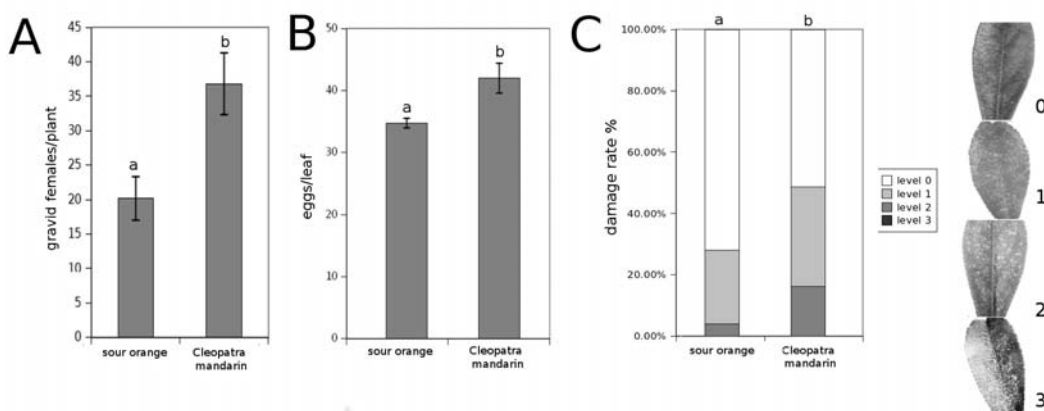 A
gravid females/plant
45
40
35
30
25
20
15
10
5
0
a
b
sour orange
Cleopatra
mandarin
B
eggs/leaf
50
40
30
20
10
0
a
b
sour orange
Cleopatra
mandarin
C
damage rate %
100.00%
80.00%
60.00%
40.00%
20.00%
0.00%
a
b
sour orange
Cleopatra
mandarin
level 0
level 1
level 2
level 3
0
1
2
3